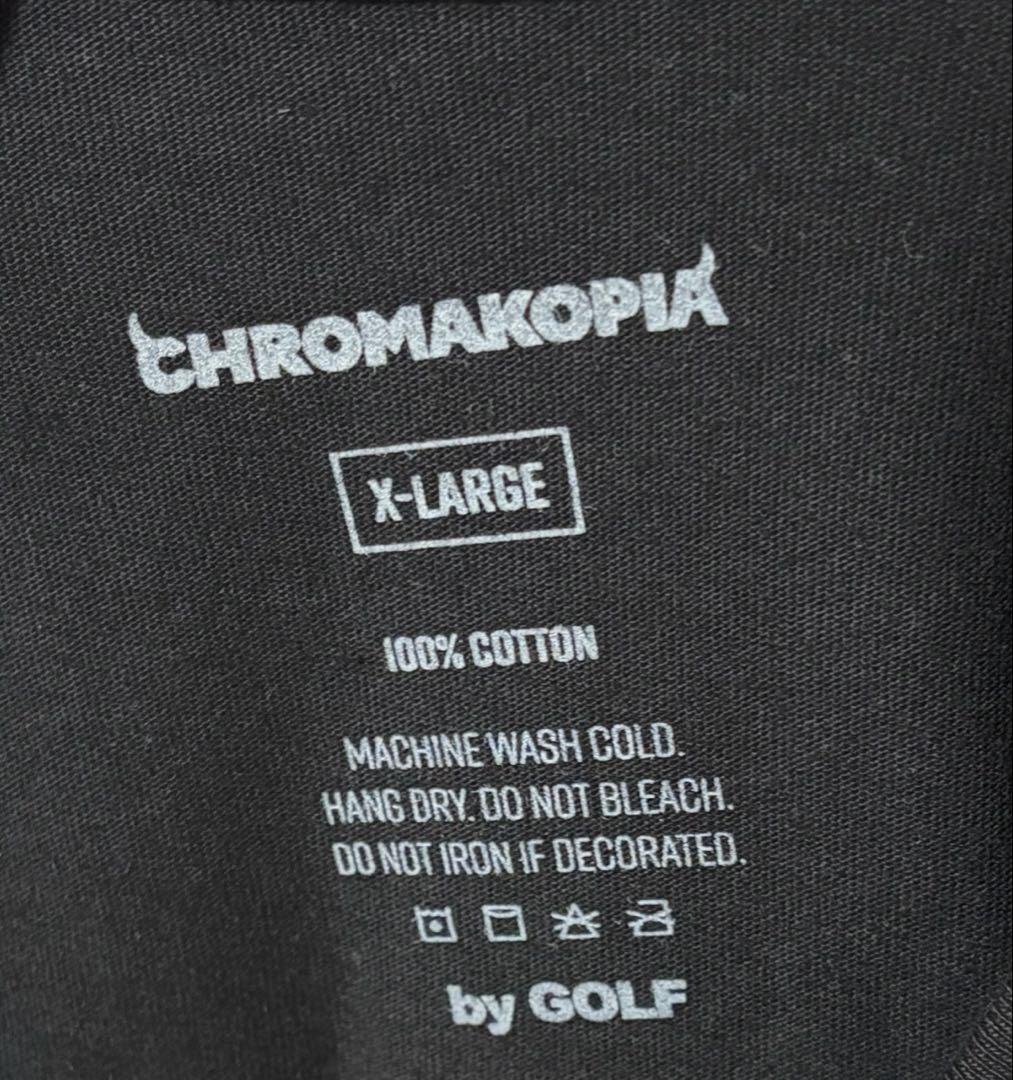 CHROMAKOPIA
X-LARGE
100% COTTON
MACHINE WASH COLD.
HANG DRY. DO NOT BLEACH.
DO NOT IRON IF DECORATED.
by GOLF